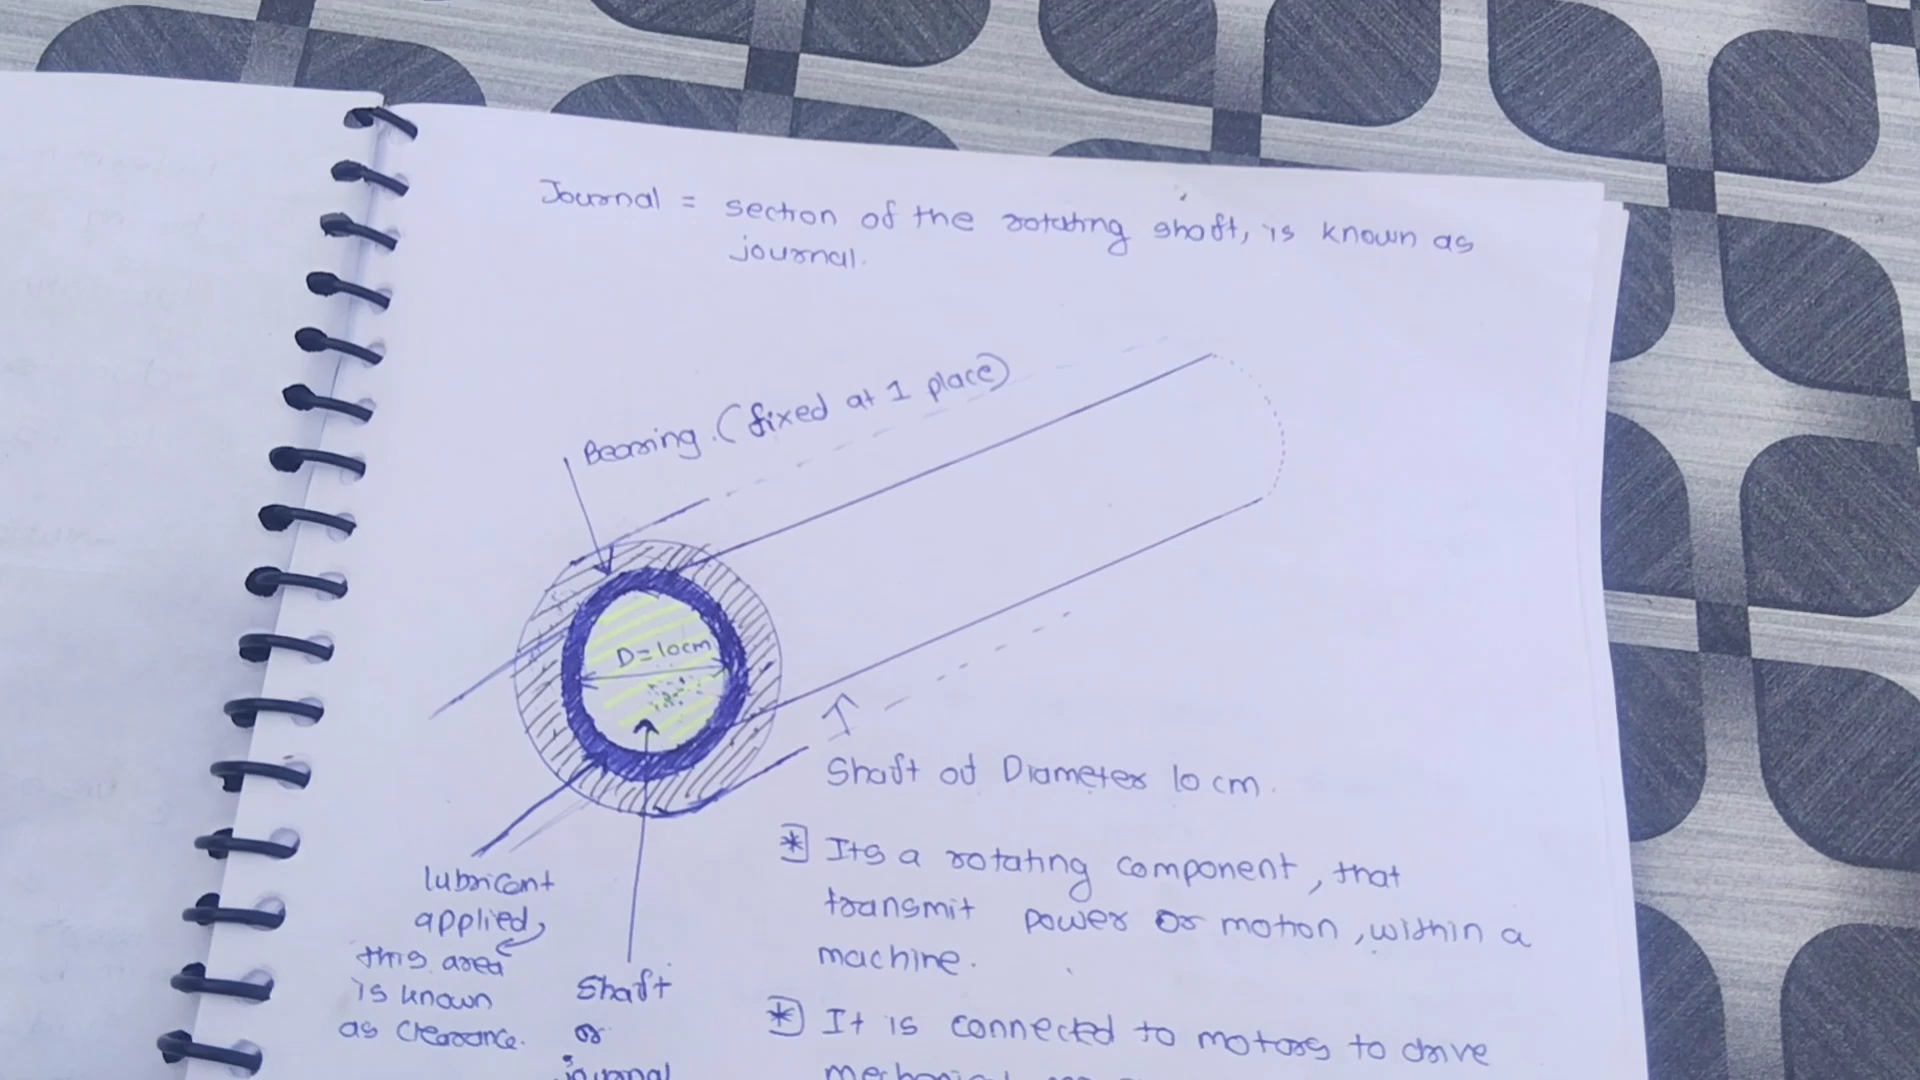 Journal = section of the rotating shaft, is known as
journal.
Bearing. (fixed at 1 place)
D=10cm
Shaft of Diameter 10 cm.
lubricant
applied,
this area
is known
as clearance.
Shaft
or
journal
* Its a rotating component, that
transmit power or motion, within a
machine.
* It is connected to motors to drive